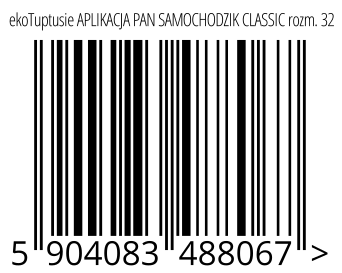 ekoTuptusie APLIKACJA PAN SAMOCHODZIK CLASSIC rozm. 32
5 904083 488067 >